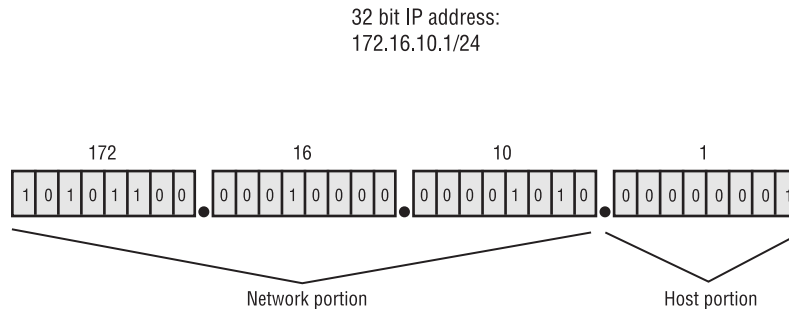 32 bit IP address:
172.16.10.1/24
172 16 10 1
1 0 1 0 1 1 0 0 . 0 0 0 1 0 0 0 0 . 0 0 0 0 1 0 1 0 . 0 0 0 0 0 0 0 1
Network portion Host portion